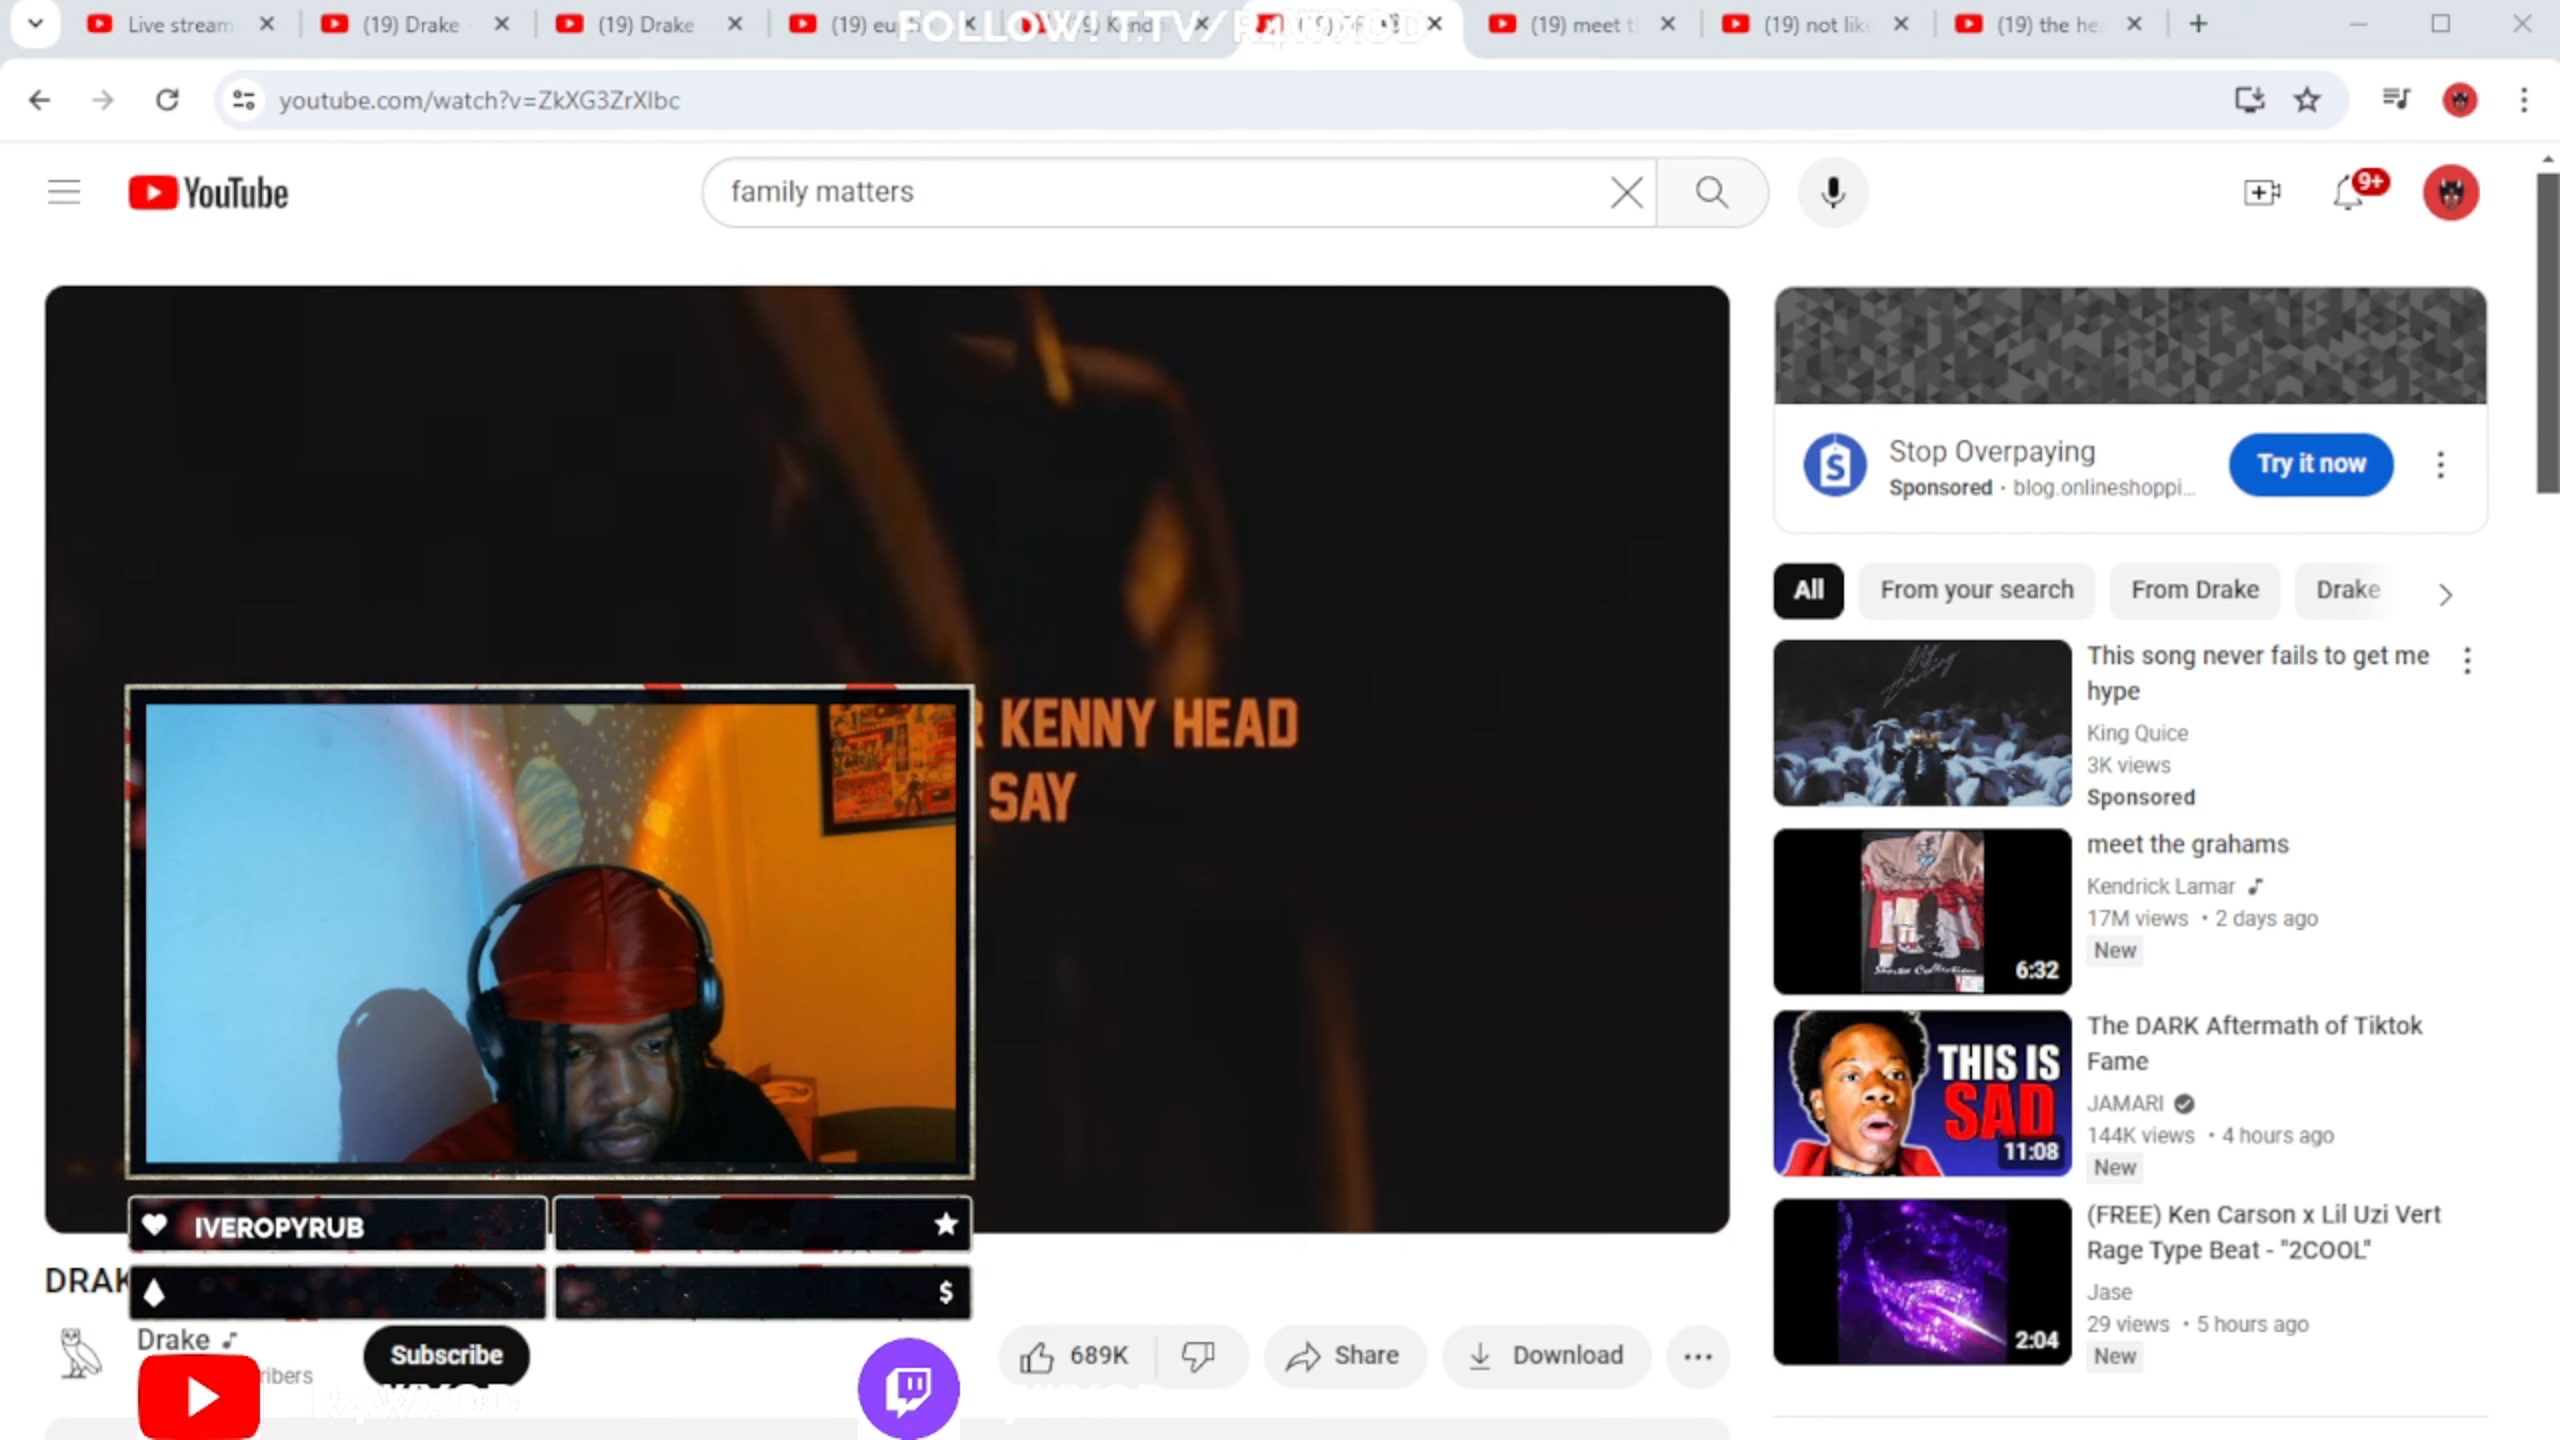 Live stream
(19) Drake
(19) Drake
(19) eu
FOLLOW! T.TV/R4WXOD
(19) meet t
(19) not lik
(19) the he
youtube.com/watch?v=ZkXG3ZrXIbc
YouTube
family matters
9+
KENNY HEAD
SAY
IVEROPYRUB
$
DRAK
Drake
ribers
Subscribe
R4WXOD
689K
Share
Download
Stop Overpaying
Sponsored · blog.onlineshoppi...
Try it now
All
From your search
From Drake
Drake
This song never fails to get me
hype
King Quice
3K views
Sponsored
meet the grahams
Kendrick Lamar
17M views • 2 days ago
New
6:32
The DARK Aftermath of Tiktok
Fame
JAMARI
144K views • 4 hours ago
New
THIS IS
SAD
11:08
(FREE) Ken Carson x Lil Uzi Vert
Rage Type Beat - "2COOL"
Jase
29 views • 5 hours ago
New
2:04